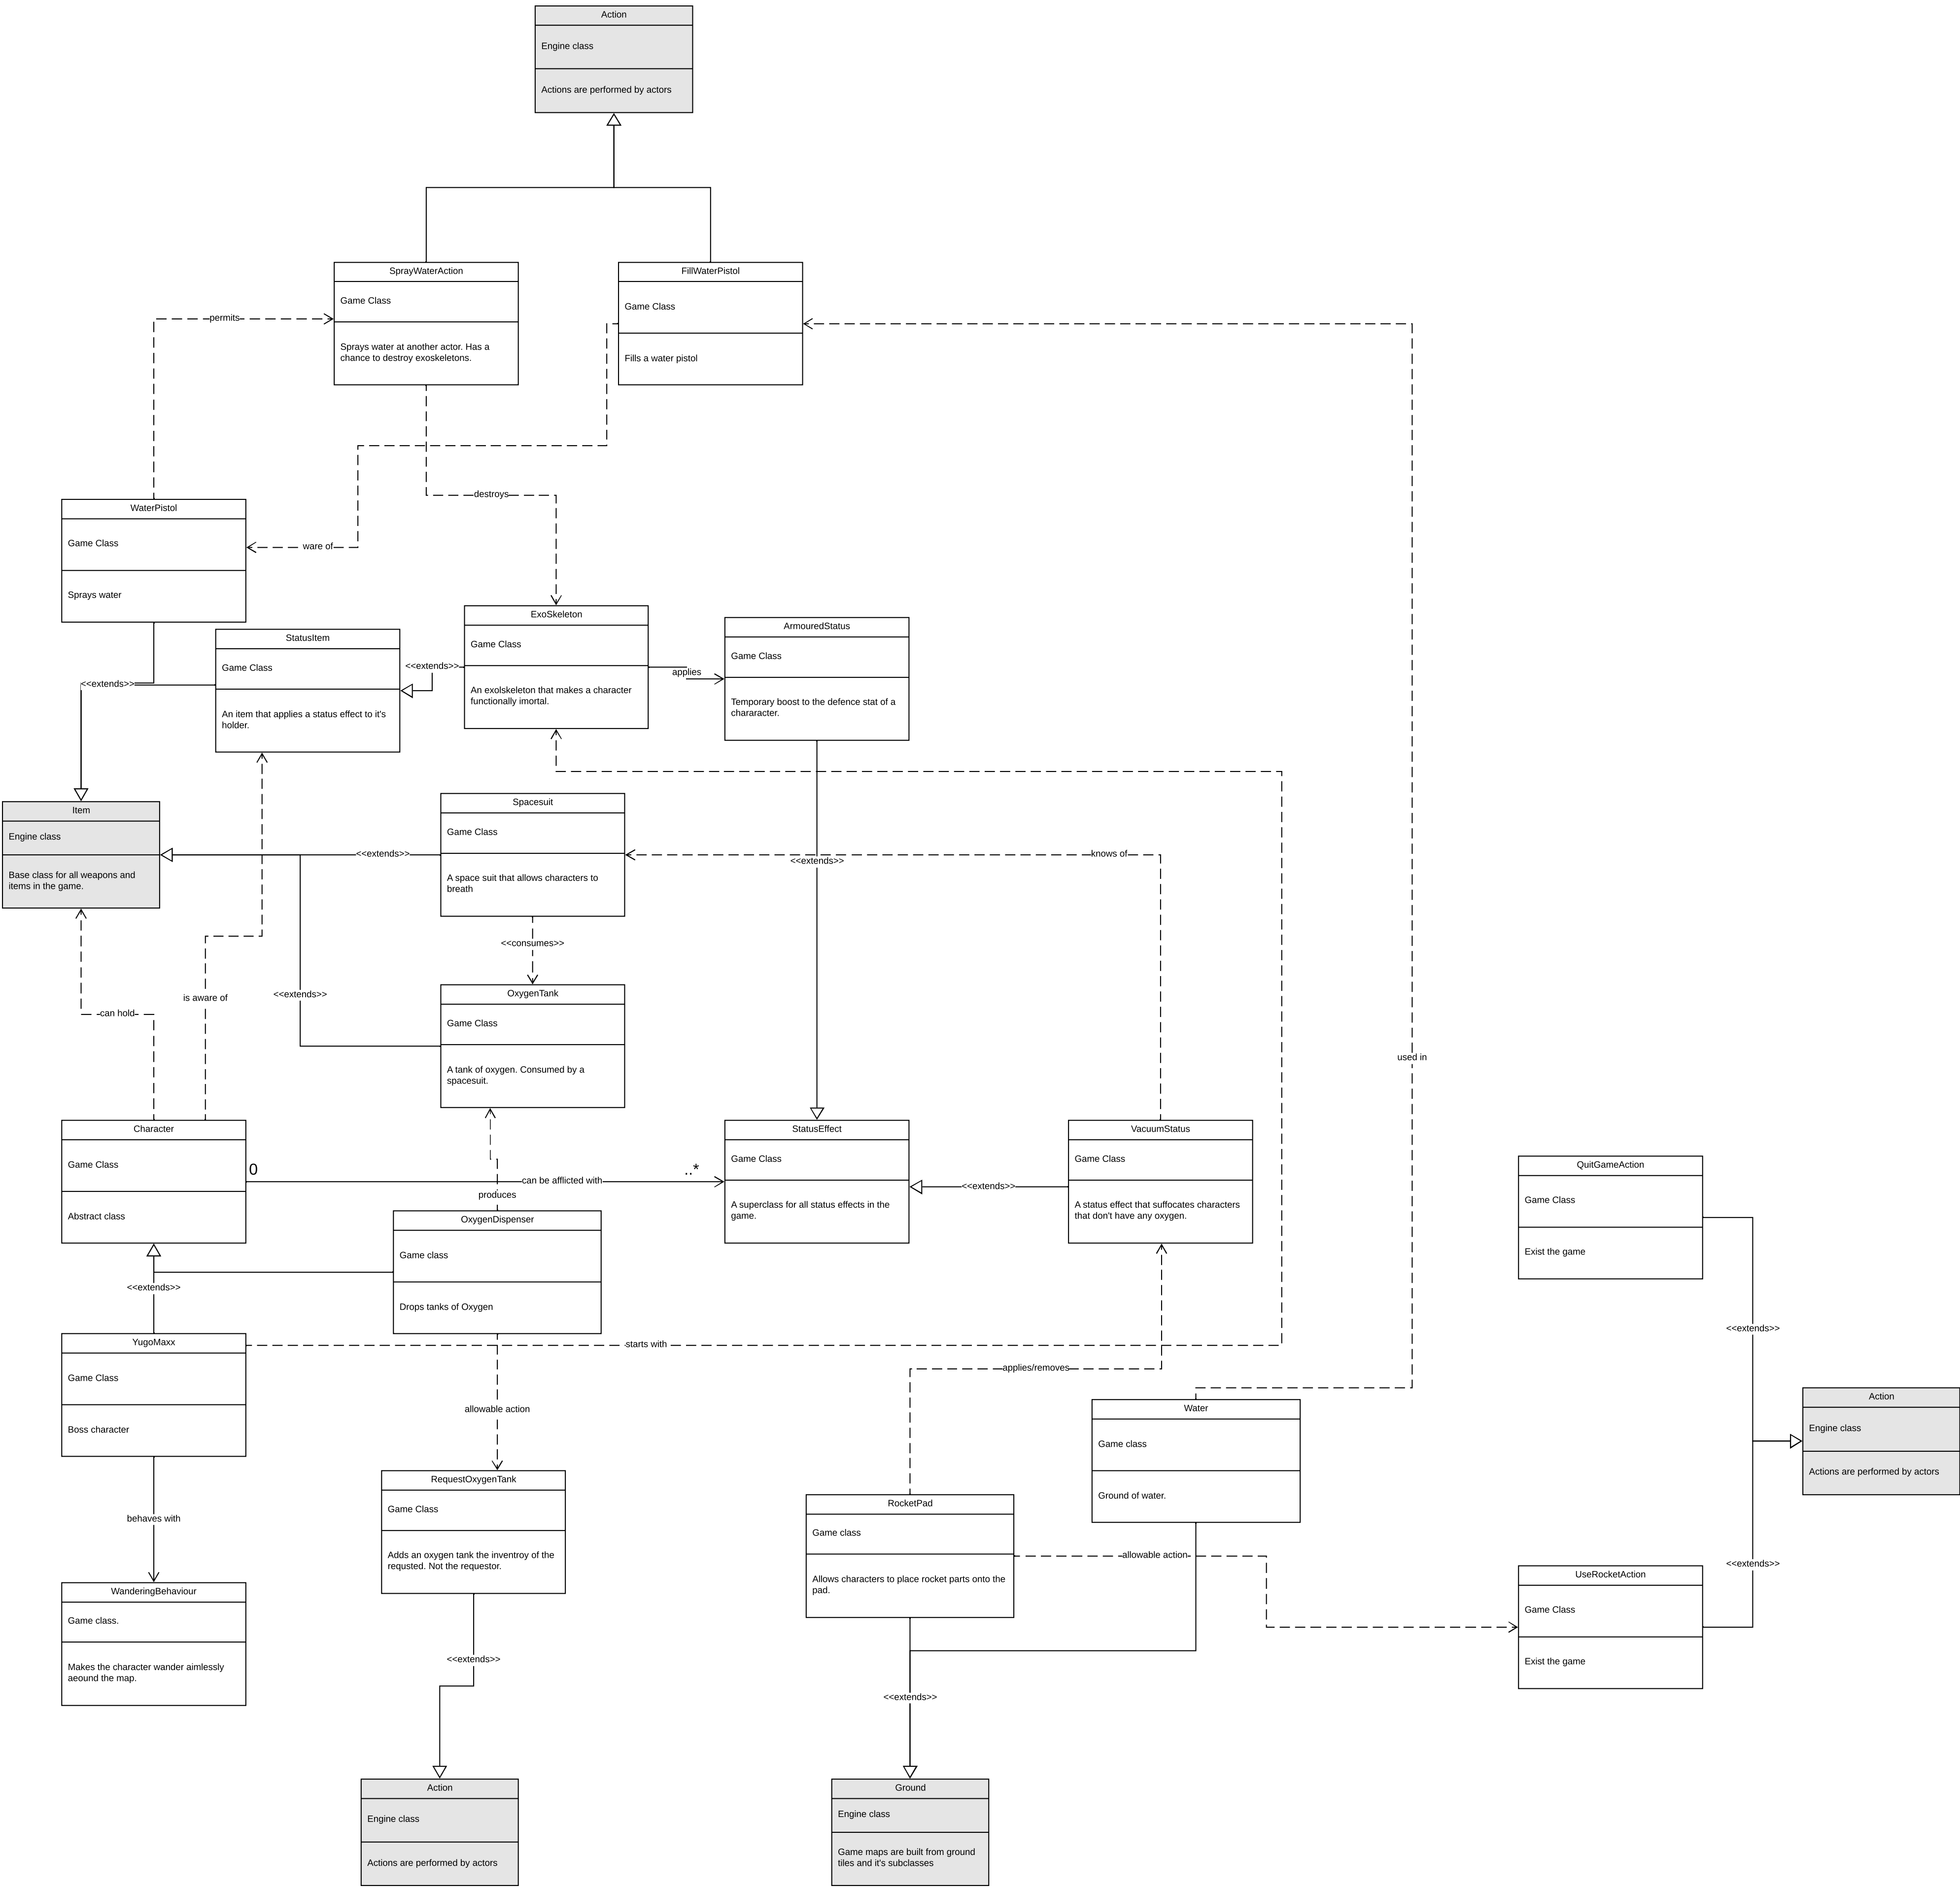 Action
Engine class
Actions are performed by actors
SprayWaterAction
Game Class
Sprays water at another actor. Has a
chance to destroy exoskeletons.
FillWaterPistol
Game Class
Fills a water pistol
permits
destroys
ware of
WaterPistol
Game Class
Sprays water
StatusItem
Game Class
An item that applies a status effect to it's
holder.
<<extends>>
<<extends>>
ExoSkeleton
Game Class
An exolskeleton that makes a character
functionally imortal.
applies
ArmouredStatus
Game Class
Temporary boost to the defence stat of a
chararacter.
Item
Engine class
Base class for all weapons and
items in the game.
<<extends>>
Spacesuit
Game Class
A space suit that allows characters to
breath
<<extends>>
knows of
<<consumes>>
<<extends>>
is aware of
can hold
OxygenTank
Game Class
A tank of oxygen. Consumed by a
spacesuit.
used in
Character
Game Class
Abstract class
0
..*
can be afflicted with
produces
StatusEffect
Game Class
A superclass for all status effects in the
game.
<<extends>>
VacuumStatus
Game Class
A status effect that suffocates characters
that don't have any oxygen.
QuitGameAction
Game Class
Exist the game
OxygenDispenser
Game class
Drops tanks of Oxygen
<<extends>>
<<extends>>
YugoMaxx
Game Class
Boss character
starts with
applies/removes
allowable action
Water
Game class
Ground of water.
Action
Engine class
Actions are performed by actors
behaves with
RequestOxygenTank
Game Class
Adds an oxygen tank the inventroy of the
requsted. Not the requestor.
RocketPad
Game class
Allows characters to place rocket parts onto the
pad.
allowable action
<<extends>>
UseRocketAction
Game Class
Exist the game
WanderingBehaviour
Game class.
Makes the character wander aimlessly
aeound the map.
<<extends>>
<<extends>>
Action
Engine class
Actions are performed by actors
Ground
Engine class
Game maps are built from ground
tiles and it's subclasses